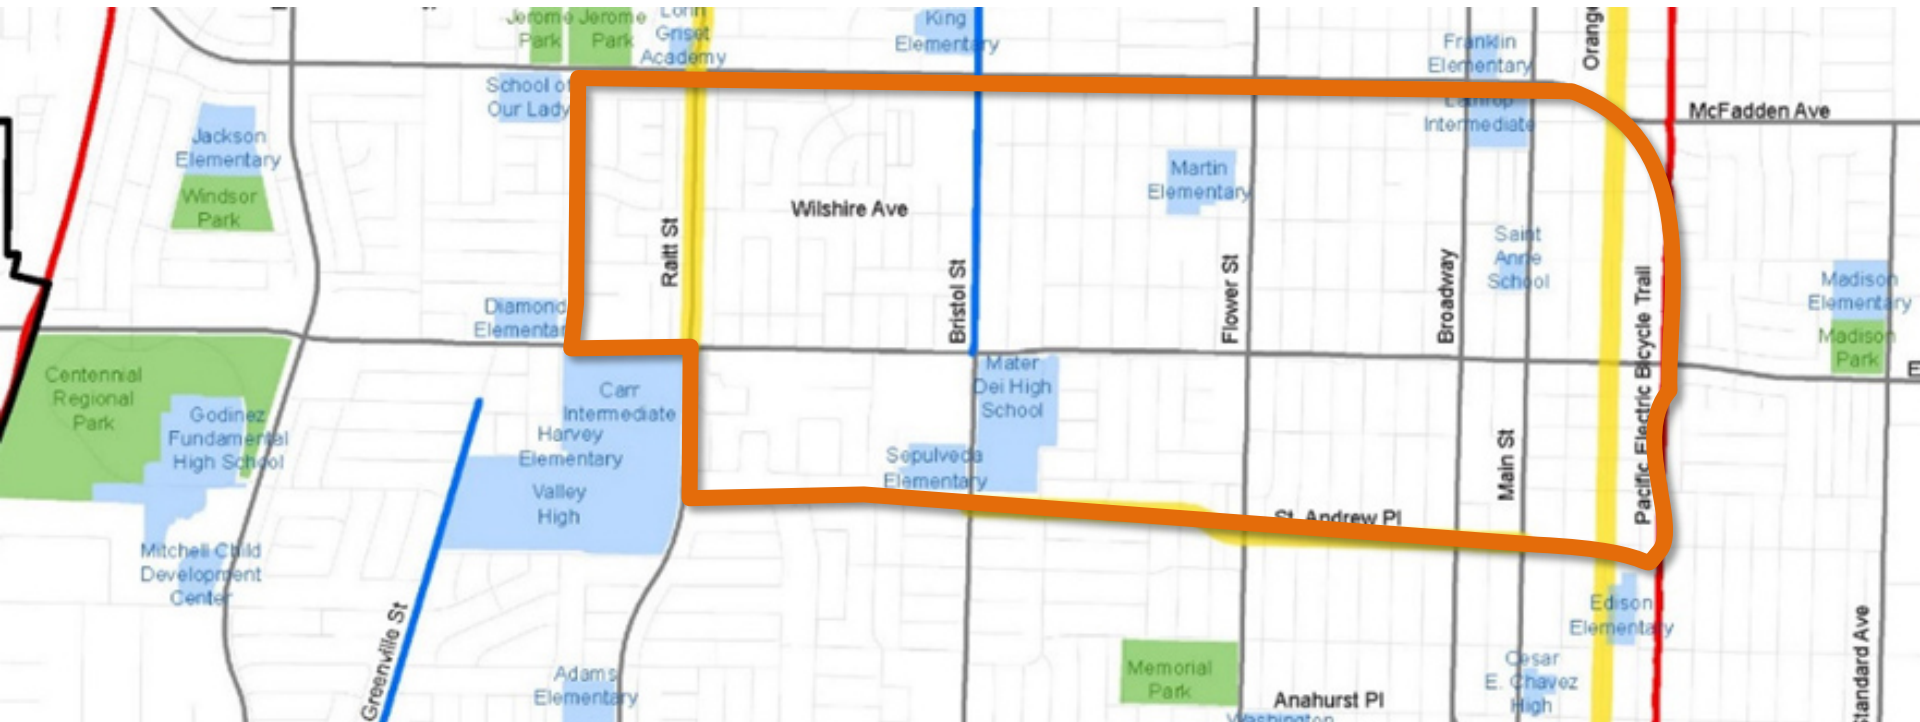 Jerome
Park
Jerome
Park
Lorin
Griset
Academy
King
Elementary
Franklin
Elementary
Orange
School of
Our Lady
Lathrop
Intermediate
McFadden Ave
Jackson
Elementary
Windsor
Park
Martin
Elementary
Wilshire Ave
Raitt St
Bristol St
Flower St
Broadway
Saint
Anne
School
Pacific Electric Bicycle Trail
Madison
Elementary
Madison
Park
Diamond
Elementar
Centennial
Regional
Park
Godinez
Fundamental
High School
Carr
Intermediate
Harvey
Elementary
Valley
High
Mater
Dei High
School
Sepulveda
Elementary
Main St
St. Andrew Pl
Mitchell Child
Development
Center
Greenville St
Adams
Elementary
Memorial
Park
Anahurst Pl
Washington
Edison
Elementary
Cesar
E. Chavez
High
Standard Ave
E